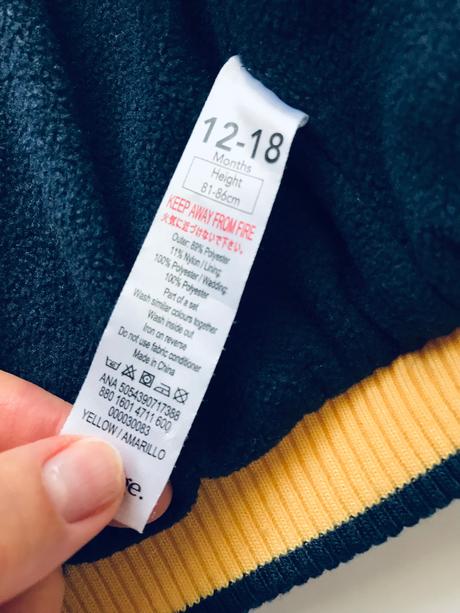 12-18
Months
Height
81-86cm
KEEP AWAY FROM FIRE
火気に近づけないで下さい。
Outer: 89% Polyester
11% Nylon / Lining:
100% Polyester / Wadding:
100% Polyester
Part of a set
Wash similar colours together
Wash inside out
Iron on reverse
Do not use fabric conditioner
Made in China
ANA 5054390717388
880 1601 4711 600
000030083
YELLOW / AMARILLO